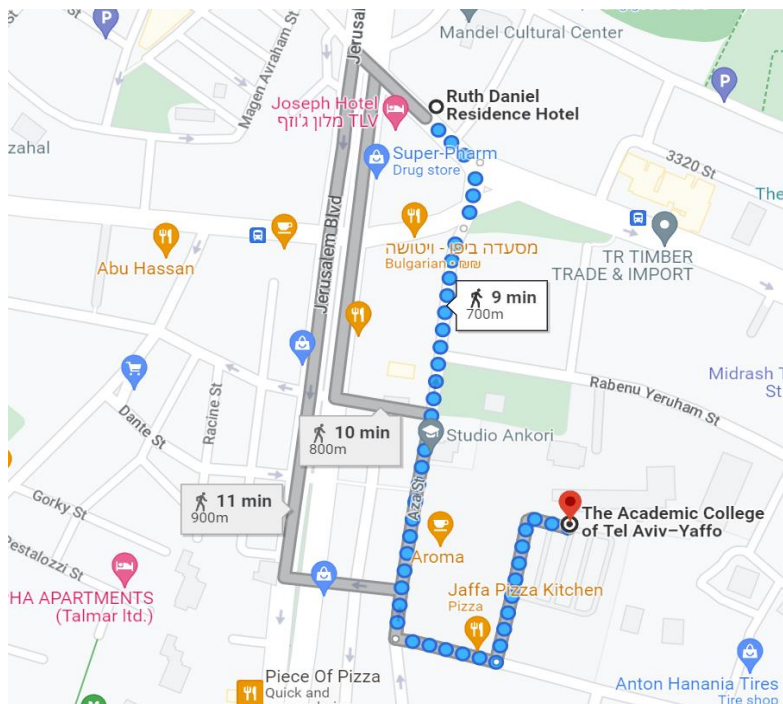 Mandel Cultural Center
Jerusalem
Magen Avraham St
Ruth Daniel
Residence Hotel
Joseph Hotel
מלון ג'וזף TLV
zahal
Super-Pharm
Drug store
3320 St
The
Jerusalem Blvd
מסעדה ביפו - ויטושה
Bulgarian • ₪₪
TR TIMBER
TRADE & IMPORT
Abu Hassan
9 min
700m
Midrash T
St
Rabenu Yeruham St
Racine St
Dante St
10 min
800m
Studio Ankori
11 min
900m
Aza St
Gorky St
The Academic College
of Tel Aviv–Yaffo
Aroma
Pestalozzi St
Jaffa Pizza Kitchen
Pizza
HA APARTMENTS
(Talmar ltd.)
Piece Of Pizza
Quick and
Anton Hanania Tires
Tire shop